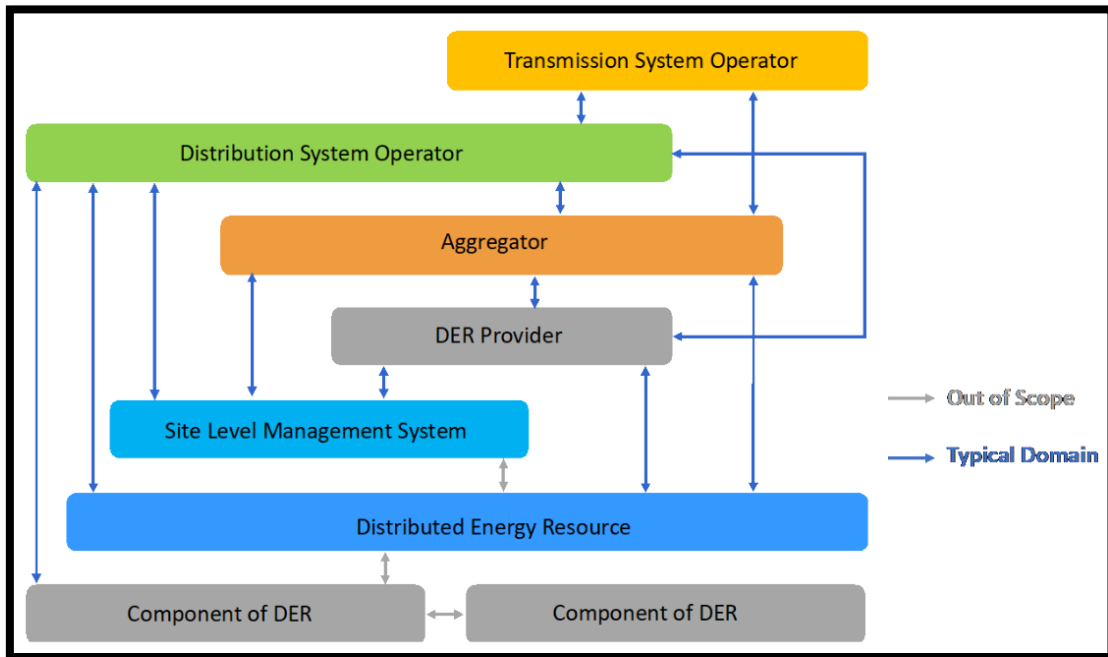 Transmission System Operator
Distribution System Operator
Aggregator
DER Provider
Out of Scope
Site Level Management System
Typical Domain
Distributed Energy Resource
Component of DER
Component of DER